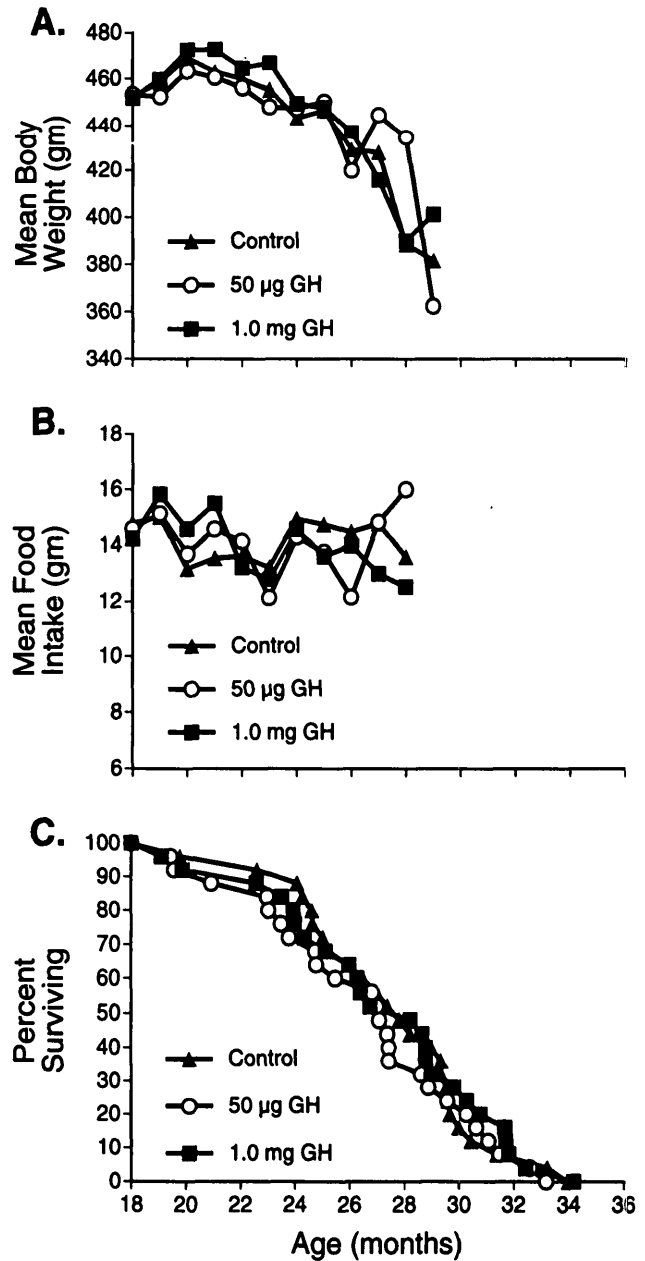 A.
480
460
440
420
400
380
360
340
Mean Body
Weight (gm)
Control
50 µg GH
1.0 mg GH
B.
18
16
14
12
10
8
6
Mean Food
Intake (gm)
Control
50 µg GH
1.0 mg GH
C.
100
90
80
70
60
50
40
30
20
10
0
Percent
Surviving
Control
50 µg GH
1.0 mg GH
18 20 22 24 26 28 30 32 34 36
Age (months)